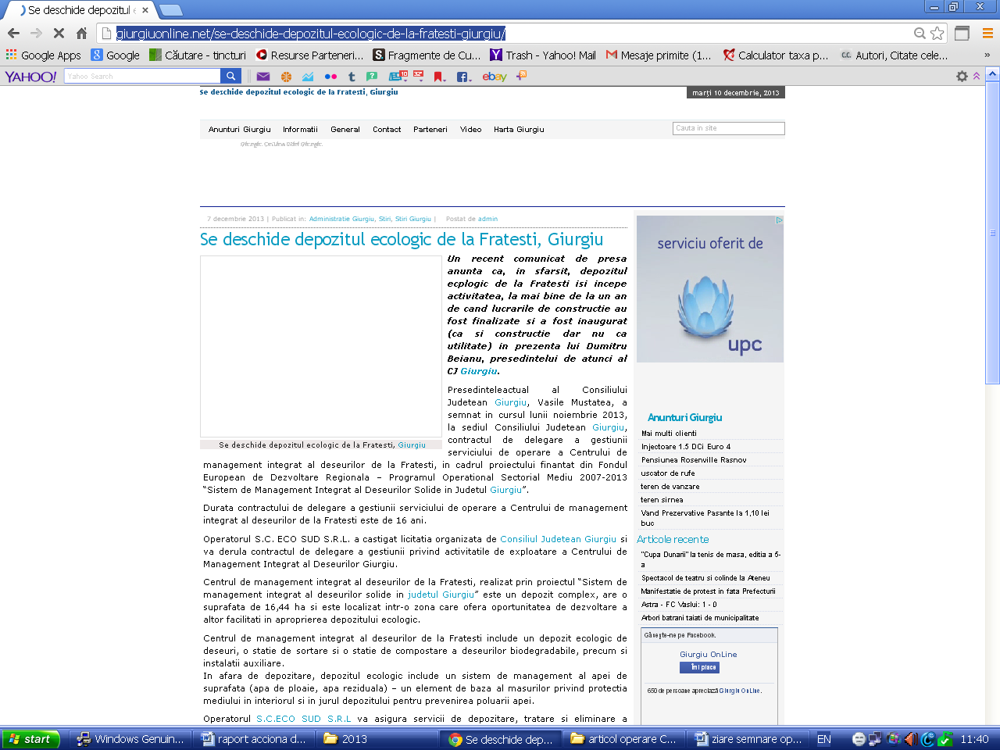 Se deschide depozitul e
giurgiuonline.net/se-deschide-depozitul-ecologic-de-la-fratesti-giurgiu/
Google Apps Google Căutare - tincturi Resurse Parteneri... Fragmente de Cu... Trash - Yahoo! Mail Mesaje primite (1... Calculator taxa p... Autori, Citate cele... »
YAHOO! Yahoo Search ebay
Se deschide depozitul ecologic de la Fratesti, Giurgiu
marți 10 decembrie, 2013
Anunturi Giurgiu Informatii General Contact Parteneri Video Harta Giurgiu
Cauta in site
7 decembrie 2013 | Publicat in: Administratie Giurgiu, Stiri, Stiri Giurgiu | Postat de admin
Se deschide depozitul ecologic de la Fratesti, Giurgiu
Un recent comunicat de presa
anunta ca, in sfarsit, depozitul
ecplogic de la Fratesti isi incepe
activitatea, la mai bine de la un an
de cand lucrarile de constructie au
fost finalizate si a fost inaugurat
(ca si constructie dar nu ca
utilitate) in prezenta lui Dumitru
Beianu, presedintelui de atunci al
CJ Giurgiu.
Presedinteleactual al Consiliului
Judetean Giurgiu, Vasile Mustatea, a
semnat in cursul lunii noiembrie 2013,
la sediul Consiliului Judetean Giurgiu,
contractul de delegare a gestiunii
serviciului de operare a Centrului de
Se deschide depozitul ecologic de la Fratesti, Giurgiu
management integrat al deseurilor de la Fratesti, in cadrul proiectului finantat din Fondul
European de Dezvoltare Regionala – Programul Operational Sectorial Mediu 2007-2013
“Sistem de Management Integrat al Deseurilor Solide in Judetul Giurgiu”.
Durata contractului de delegare a gestiunii serviciului de operare a Centrului de management
integrat al deseurilor de la Fratesti este de 16 ani.
Operatorul S.C. ECO SUD S.R.L. a castigat licitatia organizata de Consiliul Judetean Giurgiu si
va derula contractul de delegare a gestiunii privind activitatile de exploatare a Centrului de
Management Integrat al Deseurilor Giurgiu.
Centrul de management integrat al deseurilor de la Fratesti, realizat prin proiectul “Sistem de
management integrat al deseurilor solide in judetul Giurgiu” este un depozit complex, are o
suprafata de 16,44 ha si este localizat intr-o zona care ofera oportunitatea de dezvoltare a
altor facilitati in aproprierea depozitului ecologic.
Centrul de management integrat al deseurilor de la Fratesti include un depozit ecologic de
deseuri, o statie de sortare si o statie de compostare a deseurilor biodegradabile, precum si
instalatii auxiliare.
In afara de depozitare, depozitul ecologic include un sistem de management al apei de
suprafata (apa de ploaie, apa reziduala) – un element de baza al masurilor privind protectia
mediului in interiorul si in jurul depozitului pentru prevenirea poluarii apei.
Operatorul S.C.ECO SUD S.R.L va asigura servicii de depozitare, tratare si eliminare a
serviciu oferit de
upc
Anunturi Giurgiu
Mai multi clienti
Injectoare 1.5 DCi Euro 4
Pensiunea Rosenville Rasnov
uscator de rufe
teren de vanzare
teren sirnea
Vand Prezervative Pasante la 1,10 lei
buc
Articole recente
"Cupa Dunarii" la tenis de masa, editia a 5-
a
Spectacol de teatru si colinde la Ateneu
Manifestatie de protest in fata Prefecturii
Astra - FC Vaslui: 1 - 0
Arbori batrani taiati de municipalitate
Găsește-ne pe Facebook.
Giurgiu OnLine
Îmi place
650 de persoane apreciază Giurgiu OnLine.
start Windows Genuin... raport acciona d... 2013 Se deschide dep... articol operare C... ziare semnare op... EN 11:40